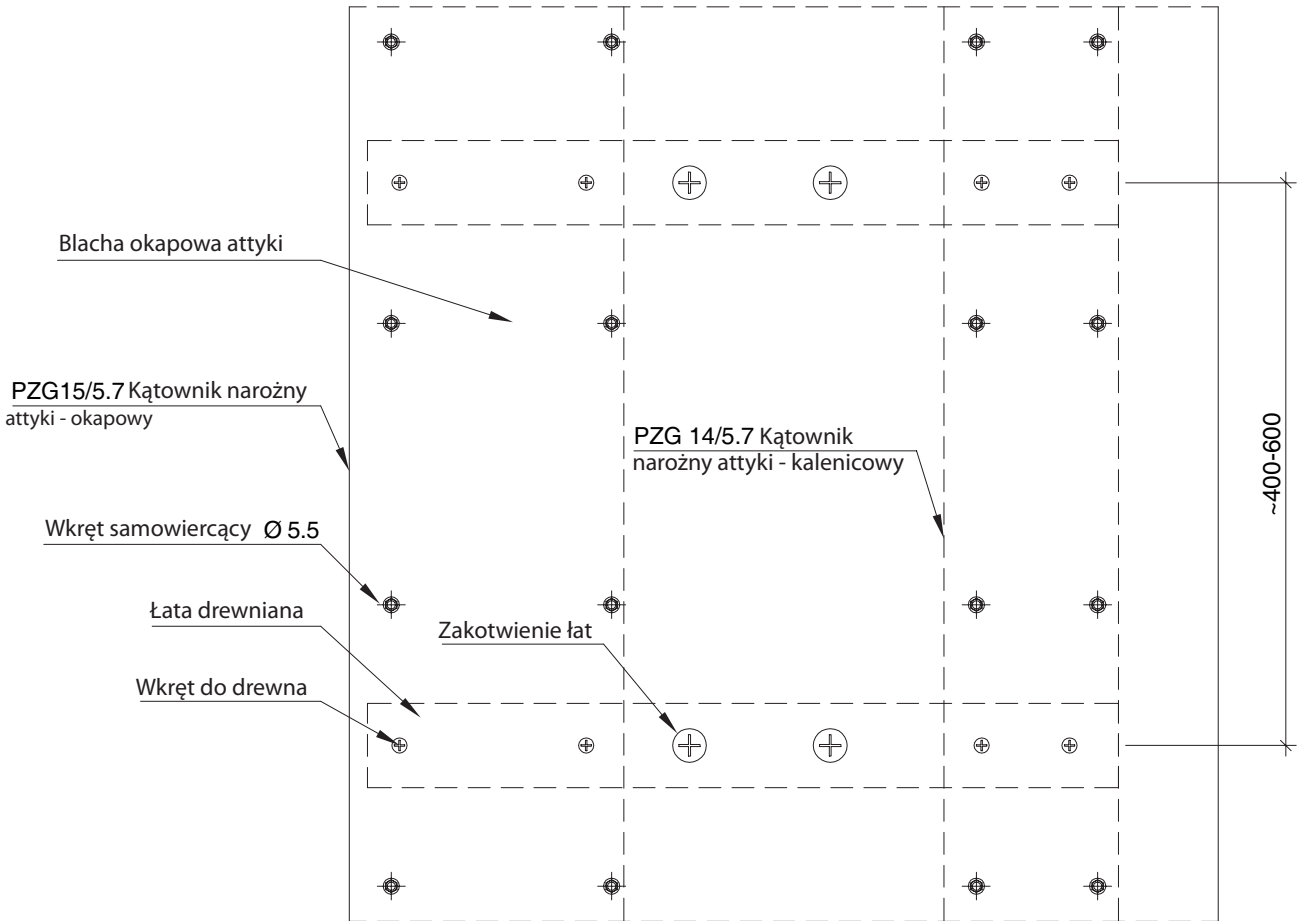 Blacha okapowa attyki
PZG15/5.7 Kątownik narożny
attyki - okapowy
PZG 14/5.7 Kątownik
narożny attyki - kalenicowy
~400-600
Wkręt samowiercący Ø 5.5
Łata drewniana
Zakotwienie łat
Wkręt do drewna